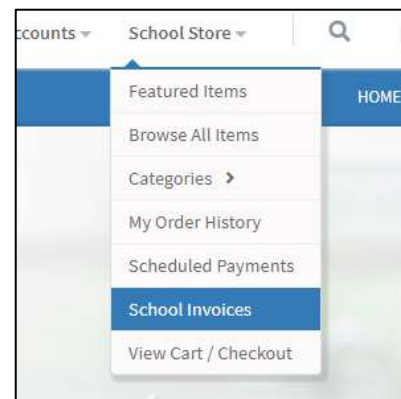 ccounts School Store
HOME
Featured Items
Browse All Items
Categories >
My Order History
Scheduled Payments
School Invoices
View Cart / Checkout